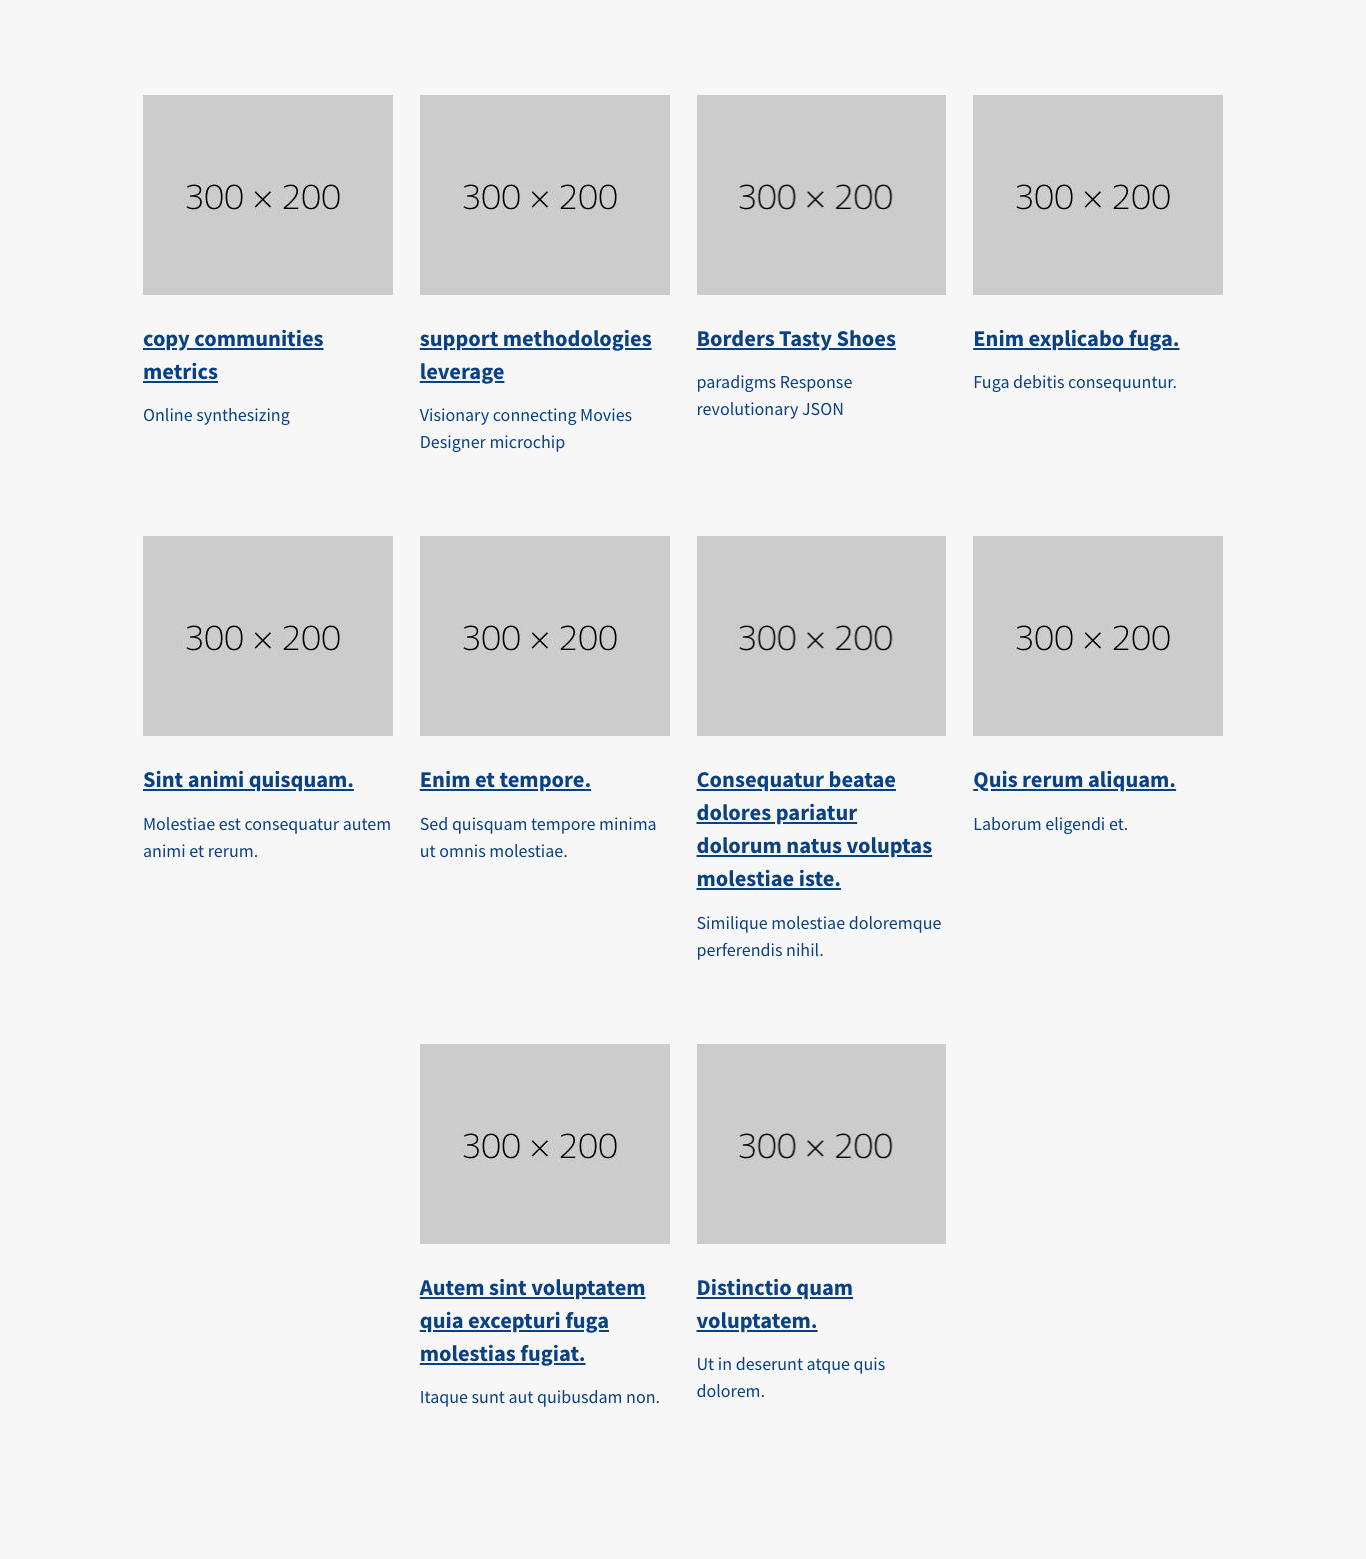 300 × 200
copy communities
metrics
Online synthesizing
300 × 200
support methodologies
leverage
Visionary connecting Movies
Designer microchip
300 × 200
Borders Tasty Shoes
paradigms Response
revolutionary JSON
300 × 200
Enim explicabo fuga.
Fuga debitis consequuntur.
300 × 200
Sint animi quisquam.
Molestiae est consequatur autem
animi et rerum.
300 × 200
Enim et tempore.
Sed quisquam tempore minima
ut omnis molestiae.
300 × 200
Consequatur beatae
dolores pariatur
dolorum natus voluptas
molestiae iste.
Similique molestiae doloremque
perferendis nihil.
300 × 200
Quis rerum aliquam.
Laborum eligendi et.
300 × 200
Autem sint voluptatem
quia excepturi fuga
molestias fugiat.
Itaque sunt aut quibusdam non.
300 × 200
Distinctio quam
voluptatem.
Ut in deserunt atque quis
dolorem.